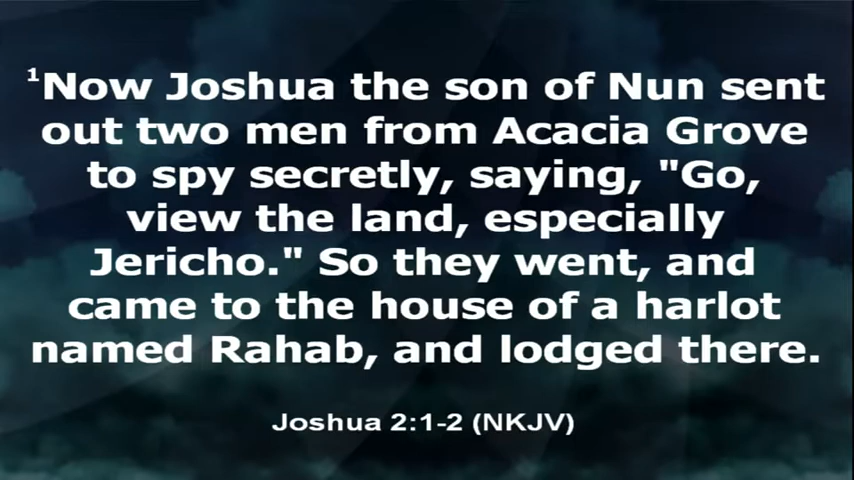 ¹Now Joshua the son of Nun sent
out two men from Acacia Grove
to spy secretly, saying, "Go,
view the land, especially
Jericho." So they went, and
came to the house of a harlot
named Rahab, and lodged there.
Joshua 2:1-2 (NKJV)